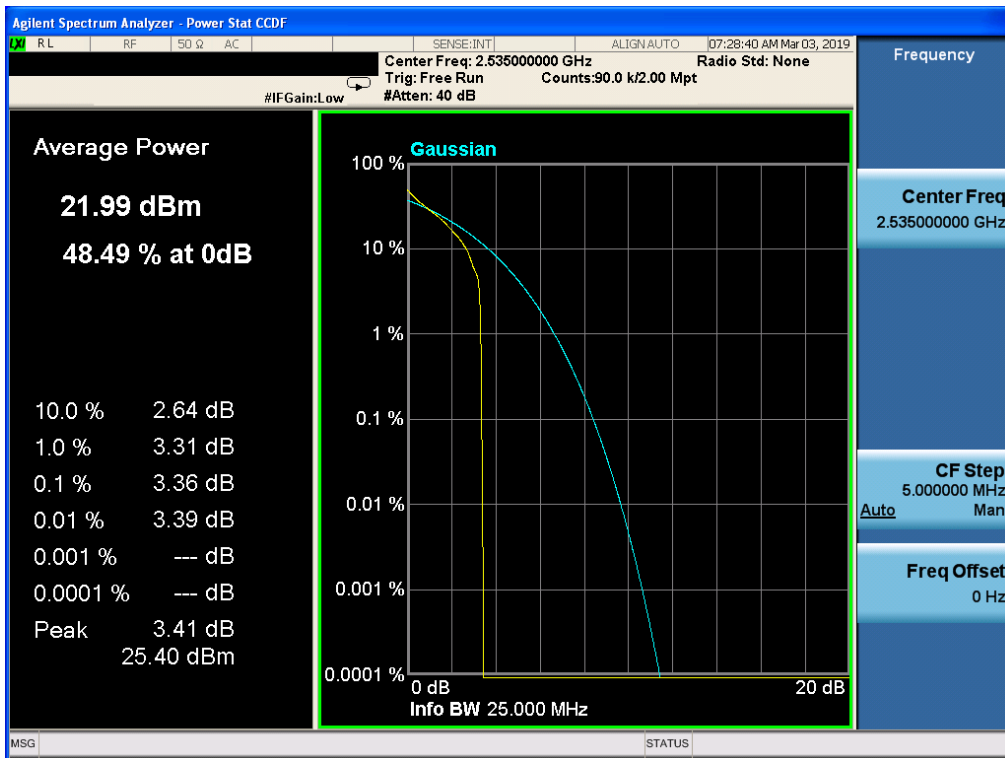 Agilent Spectrum Analyzer - Power Stat CCDF
LXI RL RF 50 Ω AC SENSE:INT ALIGN AUTO 07:28:40 AM Mar 03, 2019
Center Freq: 2.535000000 GHz Radio Std: None
Trig: Free Run Counts:90.0 k/2.00 Mpt
#IFGain:Low #Atten: 40 dB
Average Power
21.99 dBm
48.49 % at 0dB
10.0 % 2.64 dB
1.0 % 3.31 dB
0.1 % 3.36 dB
0.01 % 3.39 dB
0.001 % --- dB
0.0001 % --- dB
Peak 3.41 dB
25.40 dBm
Gaussian
100 %
10 %
1 %
0.1 %
0.01 %
0.001 %
0.0001 %
0 dB 20 dB
Info BW 25.000 MHz
Frequency
Center Freq
2.535000000 GHz
CF Step
5.000000 MHz
Auto Man
Freq Offset
0 Hz
MSG STATUS